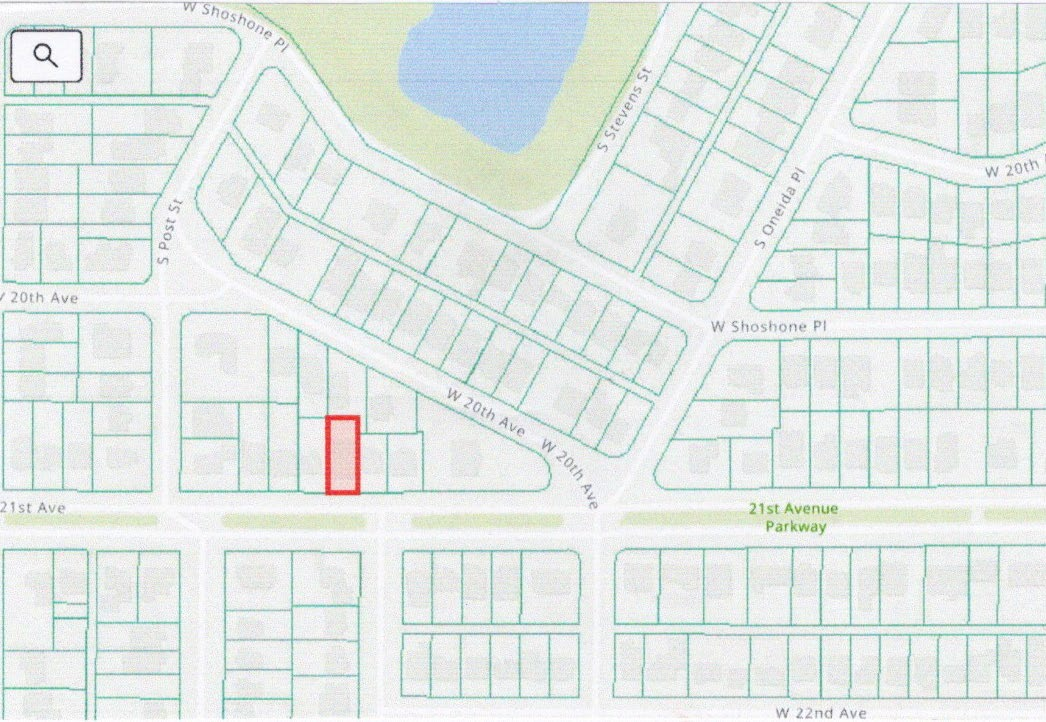 W Shoshone Pl
S Stevens St
W 20th
S Post St
S Oneida Pl
20th Ave
W Shoshone Pl
W 20th Ave
W 20th Ave
21st Ave
21st Avenue
Parkway
W 22nd Ave